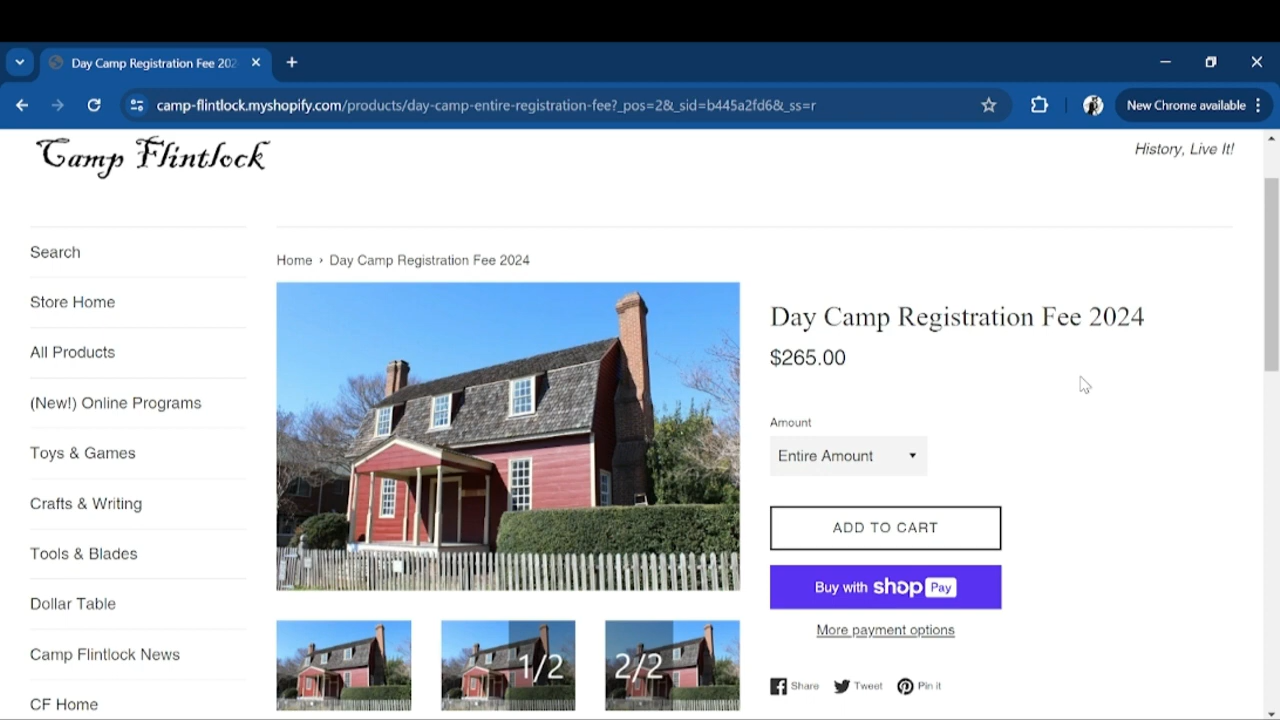 Day Camp Registration Fee 202
camp-flintlock.myshopify.com/products/day-camp-entire-registration-fee?_pos=2&_sid=b445a2fd6&_ss=r
New Chrome available
Camp Flintlock
History, Live It!
Search
Store Home
All Products
(New!) Online Programs
Toys & Games
Crafts & Writing
Tools & Blades
Dollar Table
Camp Flintlock News
CF Home
Home › Day Camp Registration Fee 2024
1/2
2/2
Day Camp Registration Fee 2024
$265.00
Amount
Entire Amount
ADD TO CART
Buy with shop Pay
More payment options
Share Tweet Pin it